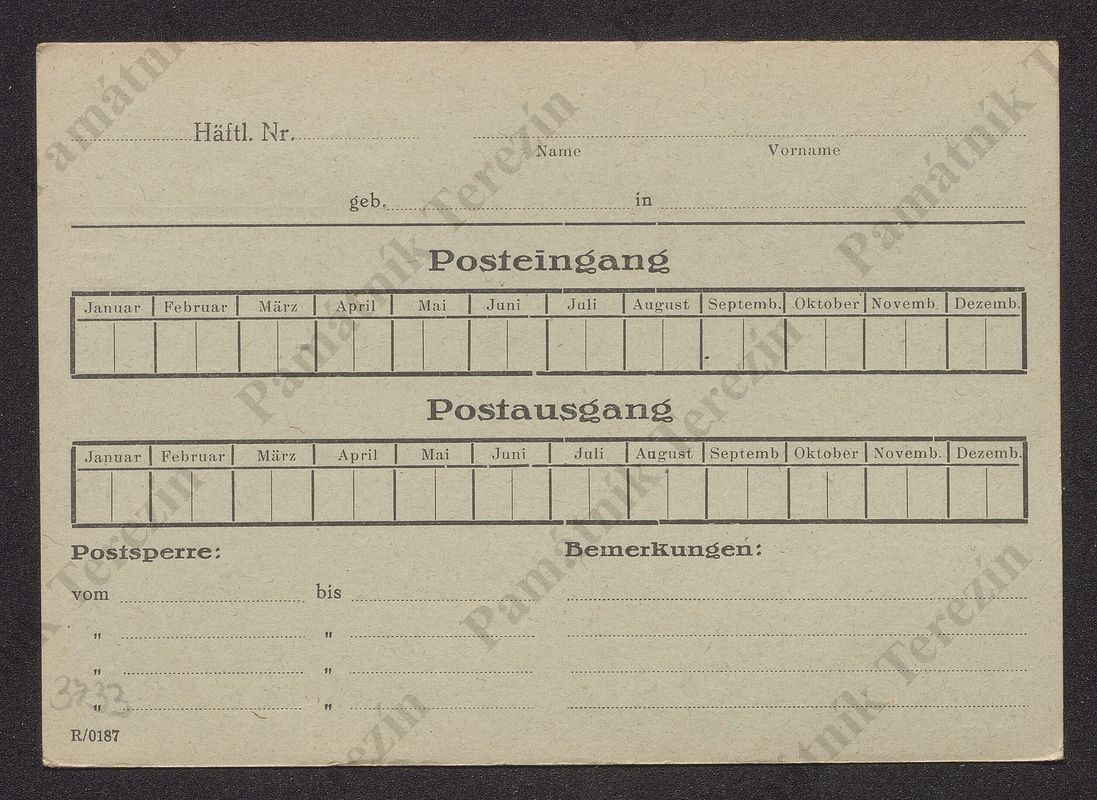 Häftl. Nr.
Name Vorname
geb. in
Posteingang
Januar Februar März April Mai Juni Juli August Septemb. Oktober Novemb. Dezemb.
Postausgang
Januar Februar März April Mai Juni Juli August Septemb Oktober Novemb. Dezemb.
Postsperre: Bemerkungen:
vom bis
" "
" "
" "
3233
R/0187
Památník Terezín